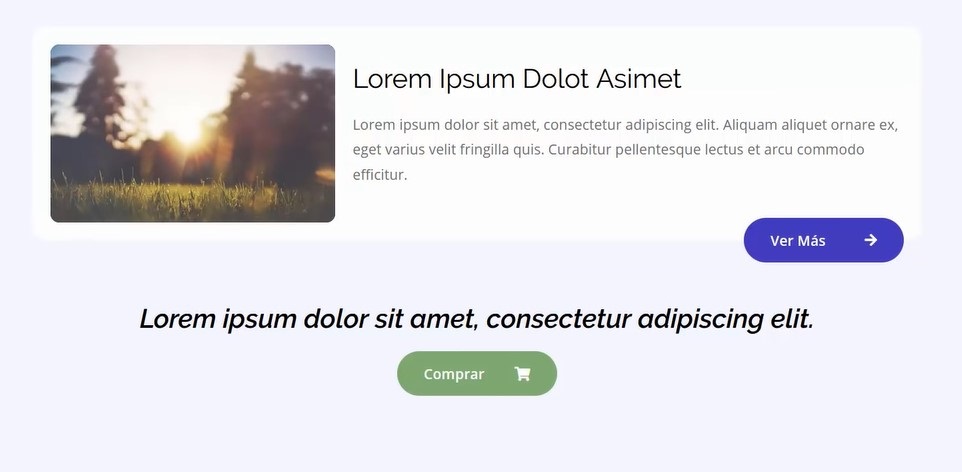 Lorem Ipsum Dolot Asimet
Lorem ipsum dolor sit amet, consectetur adipiscing elit. Aliquam aliquet ornare ex,
eget varius velit fringilla quis. Curabitur pellentesque lectus et arcu commodo
efficitur.
Ver Más
Lorem ipsum dolor sit amet, consectetur adipiscing elit.
Comprar